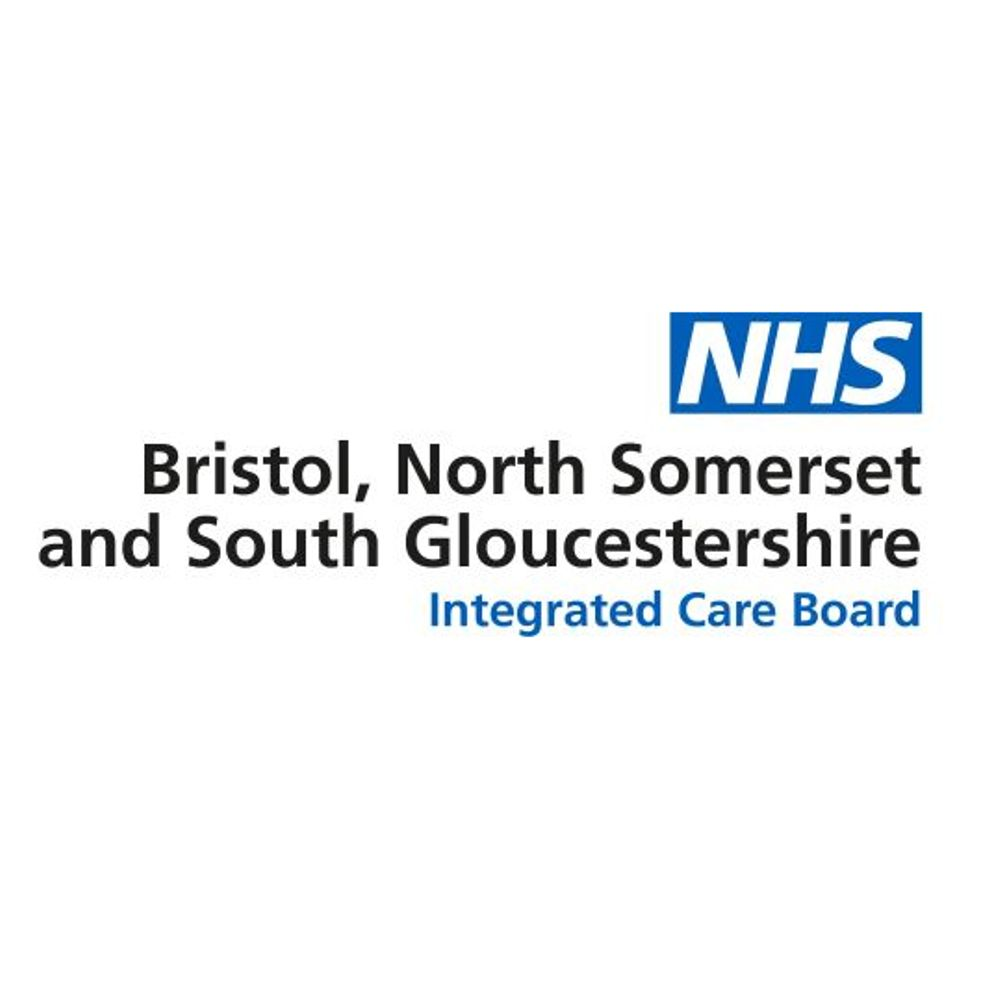 NHS
Bristol, North Somerset
and South Gloucestershire
Integrated Care Board